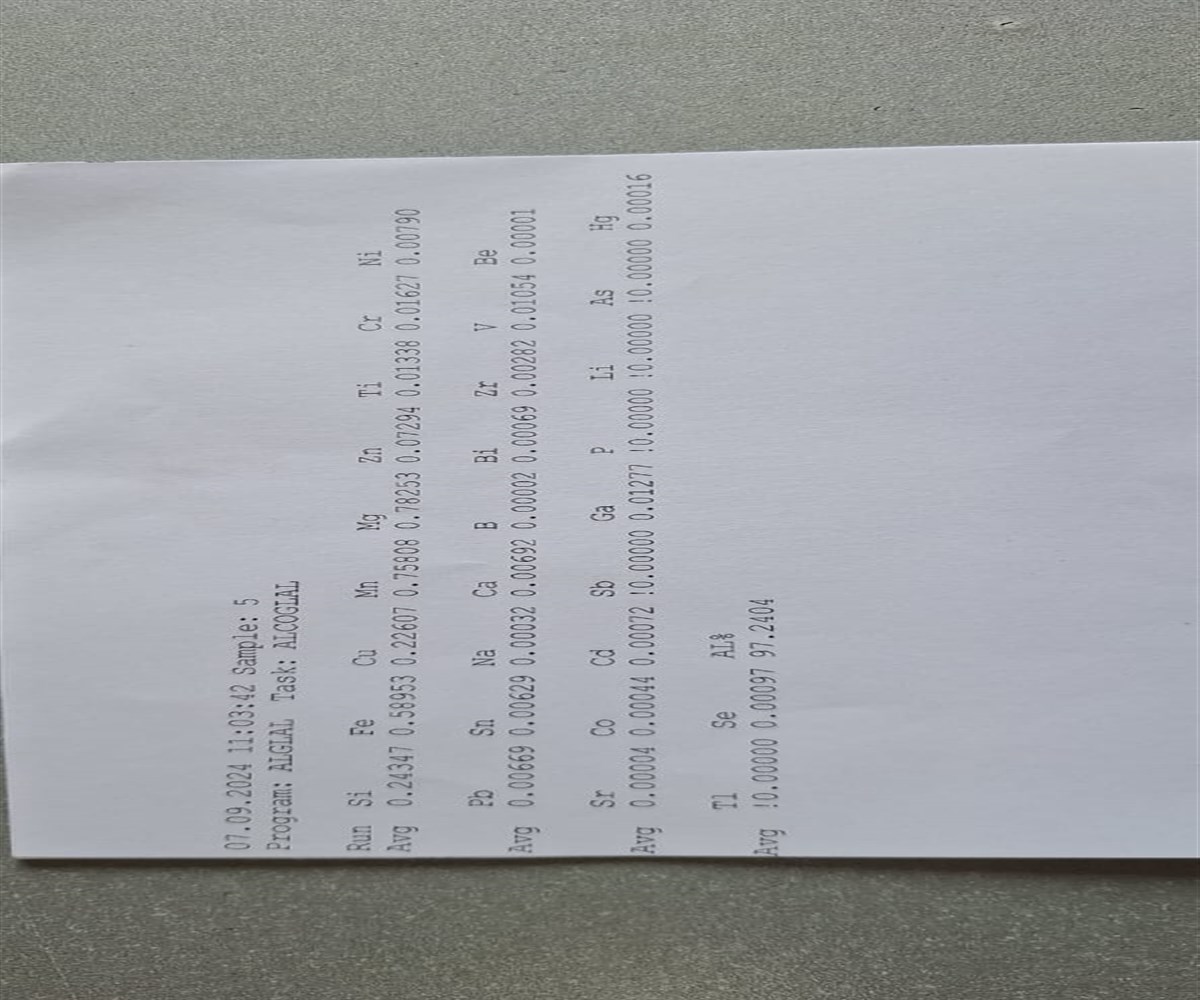 07.09.2024 11:03:42 Sample: 5
Program: ALGLAL Task: ALCOGLAL
Run Si Fe Cu Mn Mg Zn Ti Cr Ni
Avg 0.24347 0.58953 0.22607 0.75808 0.78253 0.07294 0.01338 0.01627 0.00790
Pb Sn Na Ca B Bi Zr V Be
Avg 0.00669 0.00629 0.00032 0.00692 0.00002 0.00069 0.00282 0.01054 0.00001
Sr Co Cd Sb Ga P Li As Hg
Avg 0.00004 0.00044 0.00072 !0.00000 0.01277 !0.00000 !0.00000 !0.00000 0.00016
Tl Se AL%
Avg !0.00000 0.00097 97.2404